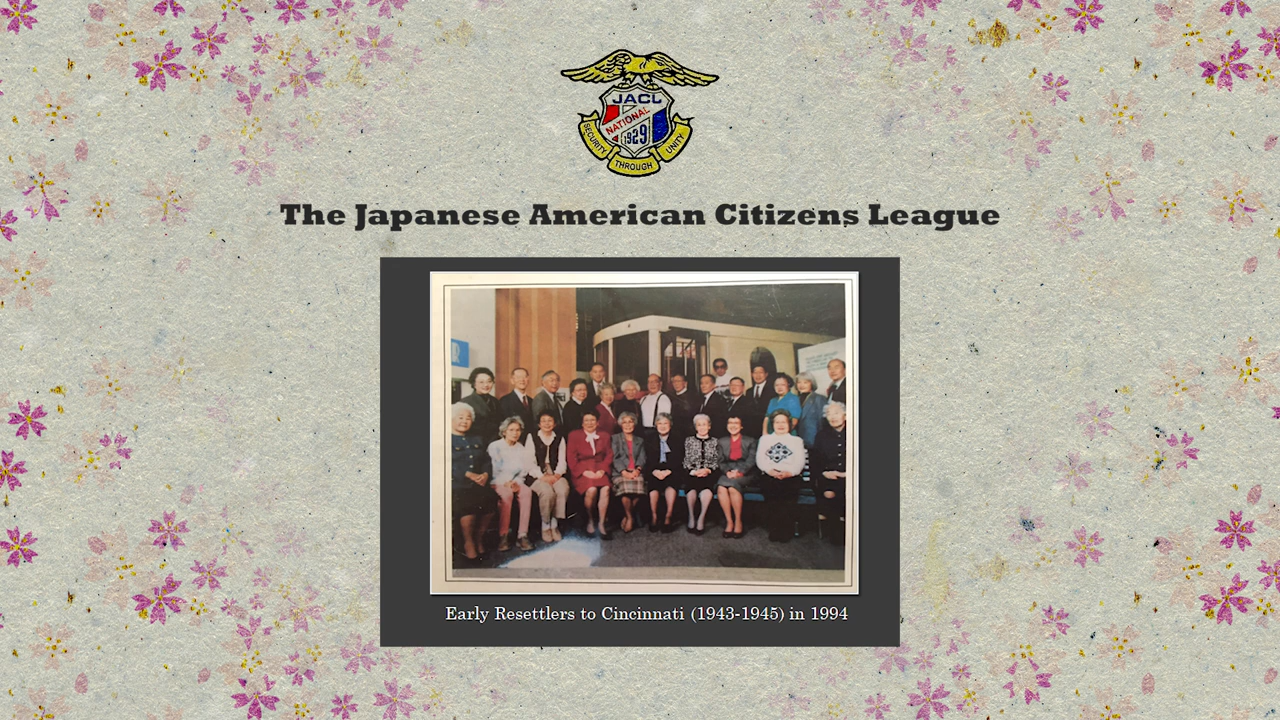 JACL
NATIONAL
1929
SECURITY
THROUGH
UNITY
The Japanese American Citizens League
Early Resettlers to Cincinnati (1943-1945) in 1994